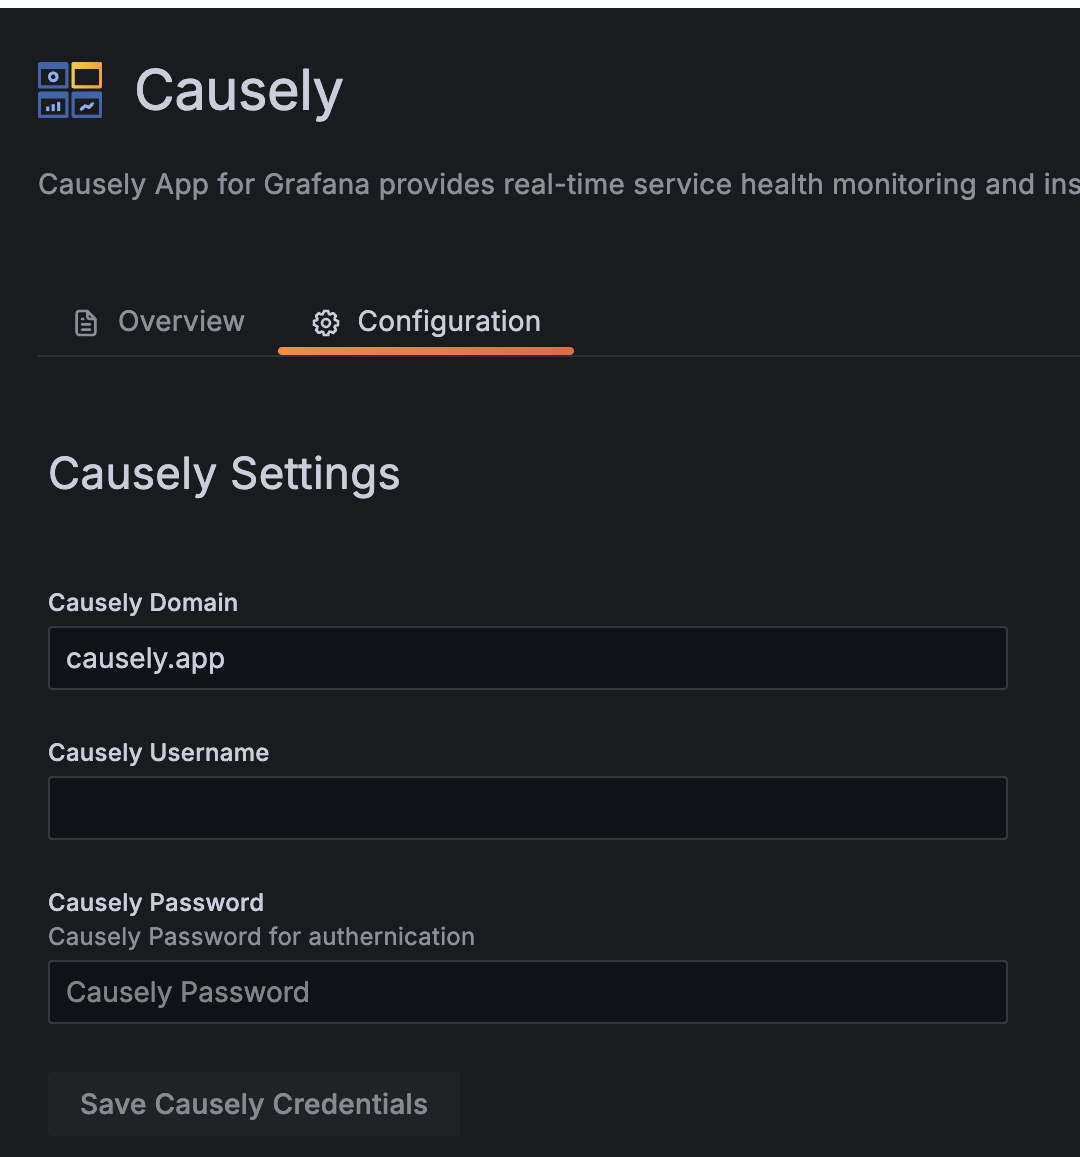 Causely
Causely App for Grafana provides real-time service health monitoring and ins
Overview
Configuration
Causely Settings
Causely Domain
causely.app
Causely Username
Causely Password
Causely Password for authernication
Causely Password
Save Causely Credentials